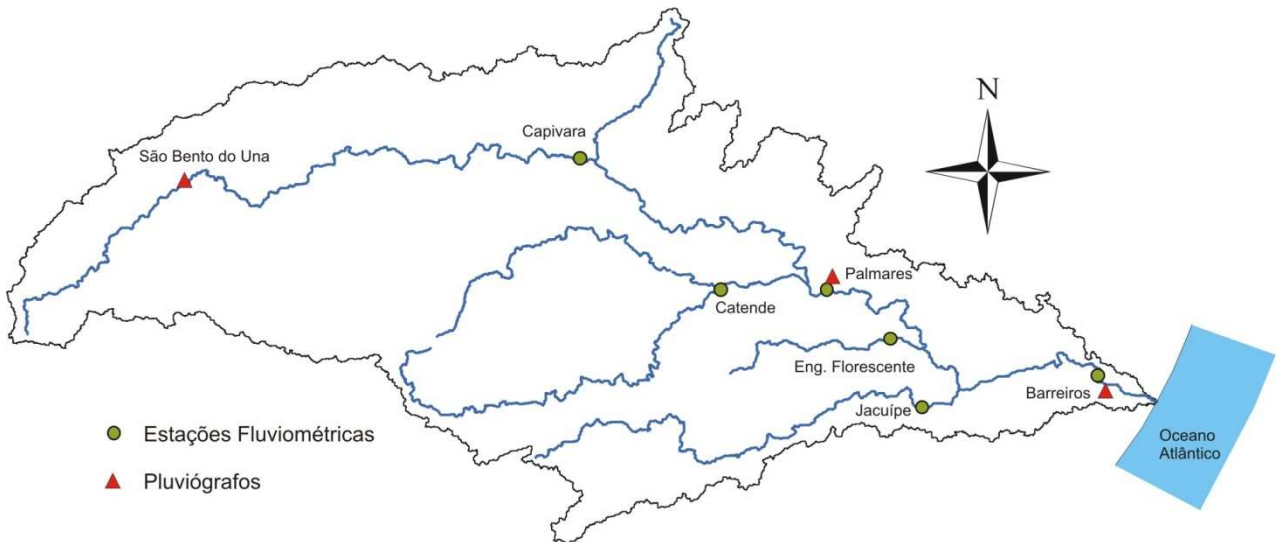 N
Capivara
São Bento do Una
Palmares
Catende
Eng. Florescente
Jacuípe
Barreiros
Oceano
Atlântico
Estações Fluviométricas
Pluviógrafos